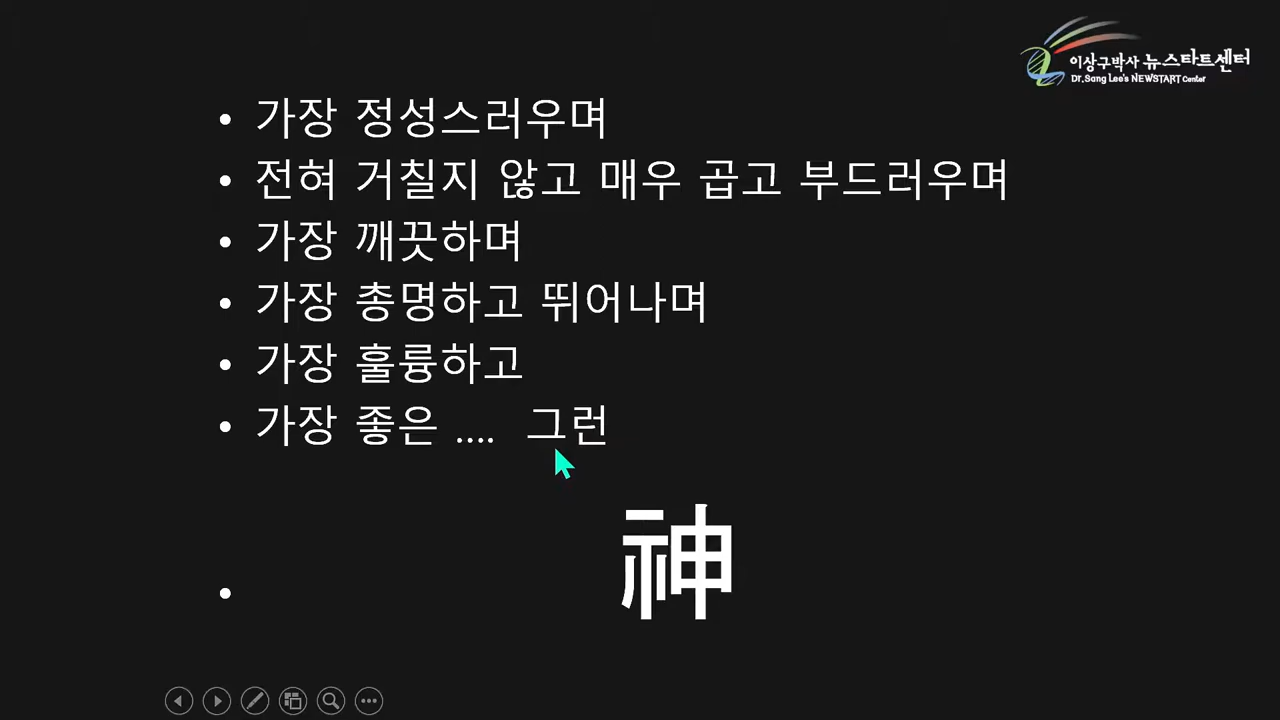 이상구박사 뉴스타트센터
Dr. Sang Lee's NEWSTART Center
• 가장 정성스러우며
• 전혀 거칠지 않고 매우 곱고 부드러우며
• 가장 깨끗하며
• 가장 총명하고 뛰어나며
• 가장 훌륭하고
• 가장 좋은 .... 그런
• 神